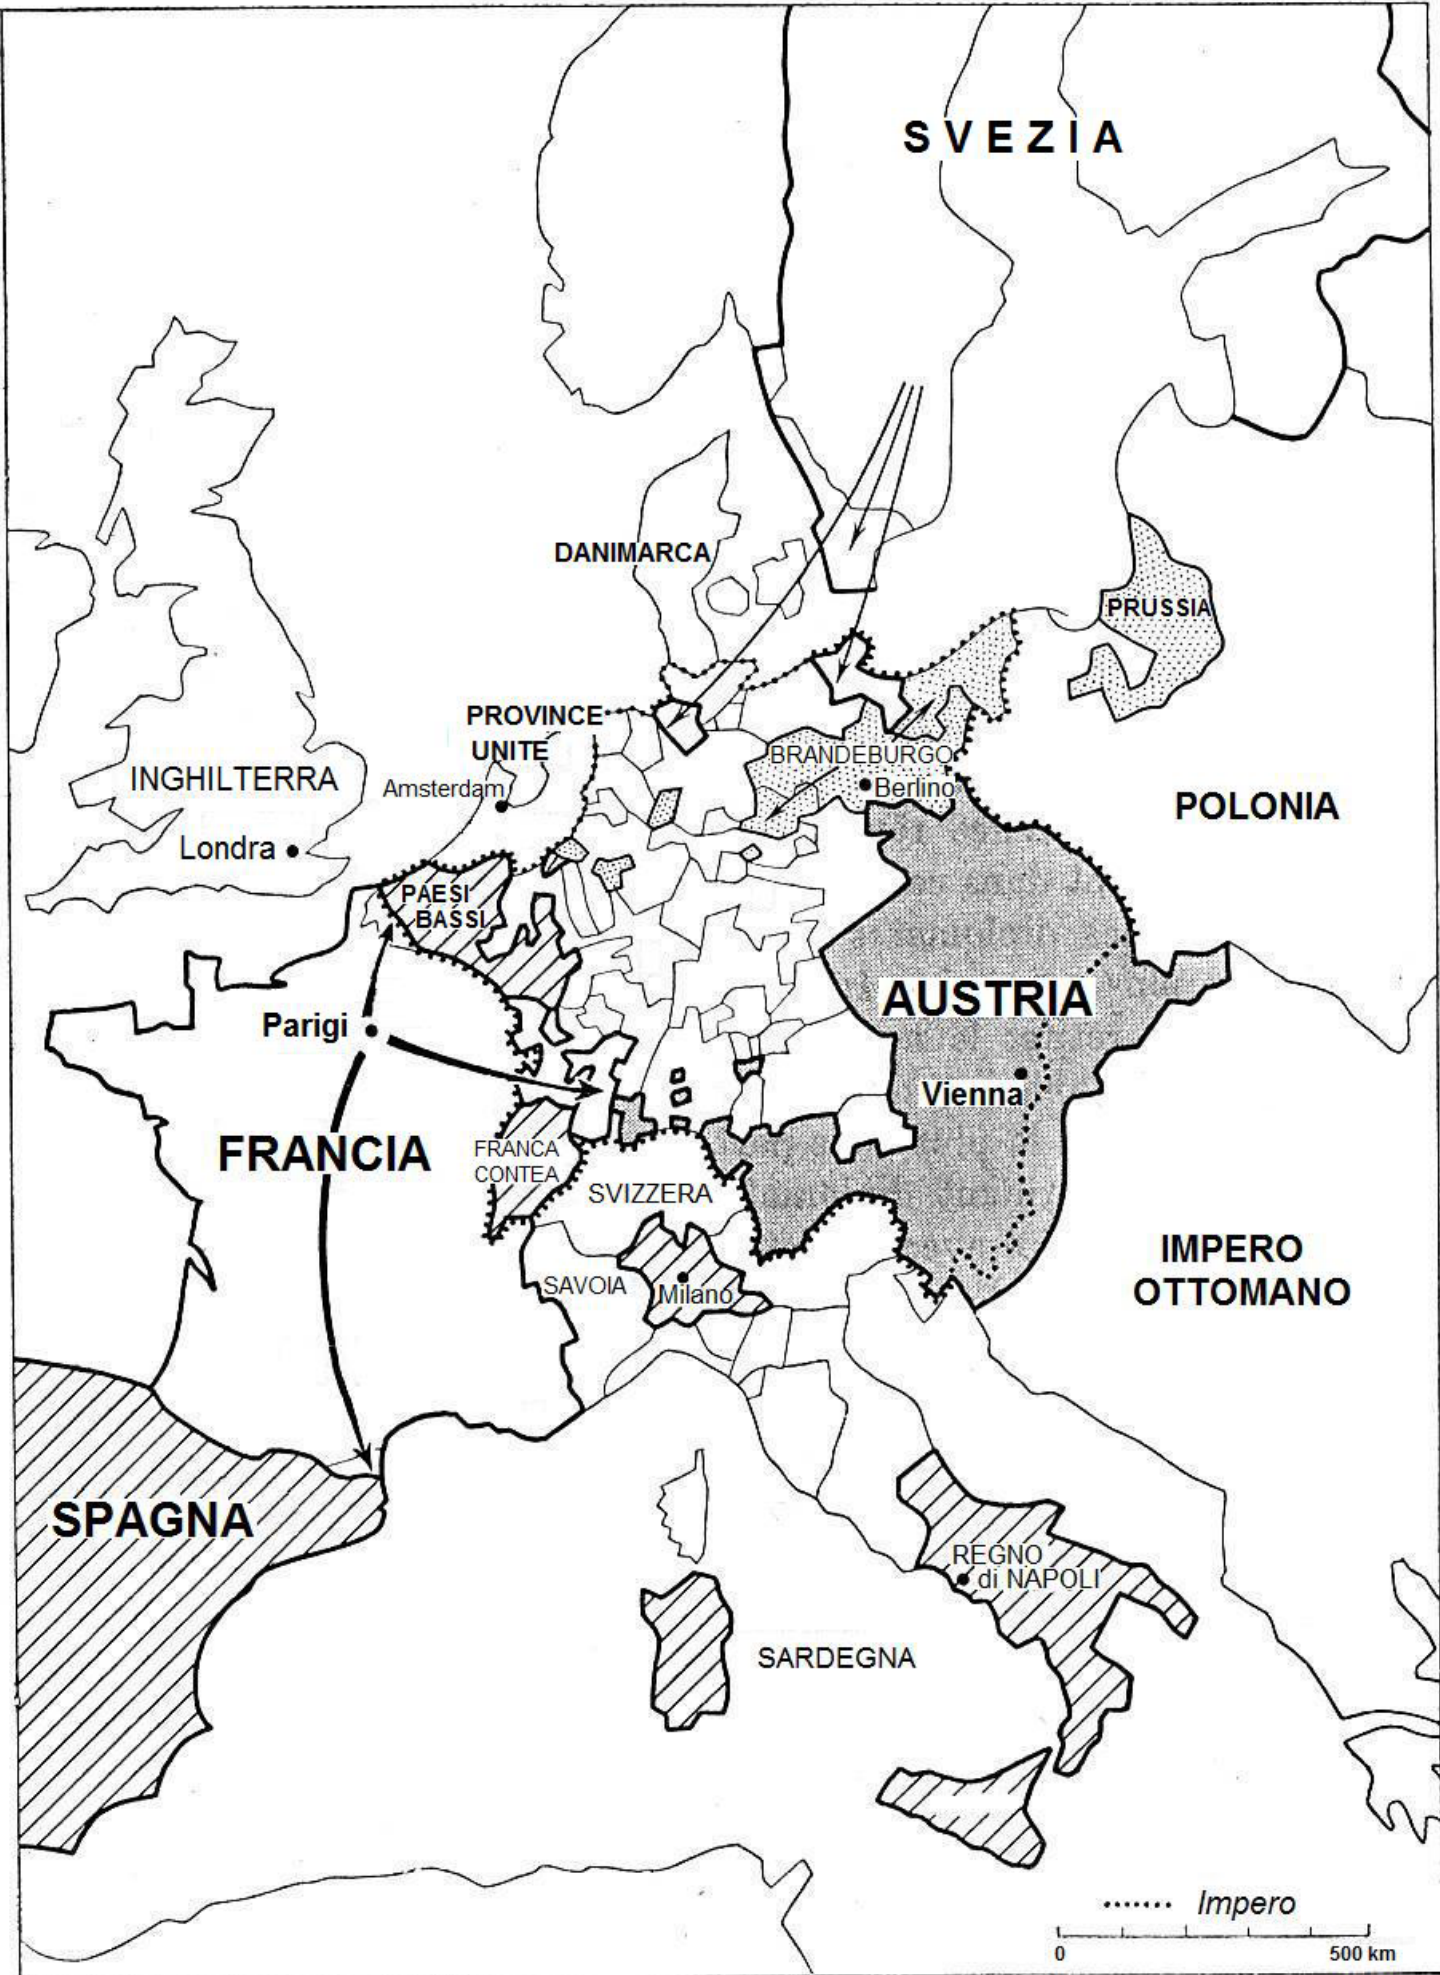 SVEZIA
DANIMARCA
PRUSSIA
PROVINCE
UNITE
BRANDEBURGO
INGHILTERRA
Amsterdam
Berlino
POLONIA
Londra
PAESI
BASSI
AUSTRIA
Parigi
Vienna
FRANCIA
FRANCA
CONTEA
SVIZZERA
IMPERO
OTTOMANO
SAVOIA
Milano
SPAGNA
REGNO
di NAPOLI
SARDEGNA
Impero
0 500 km